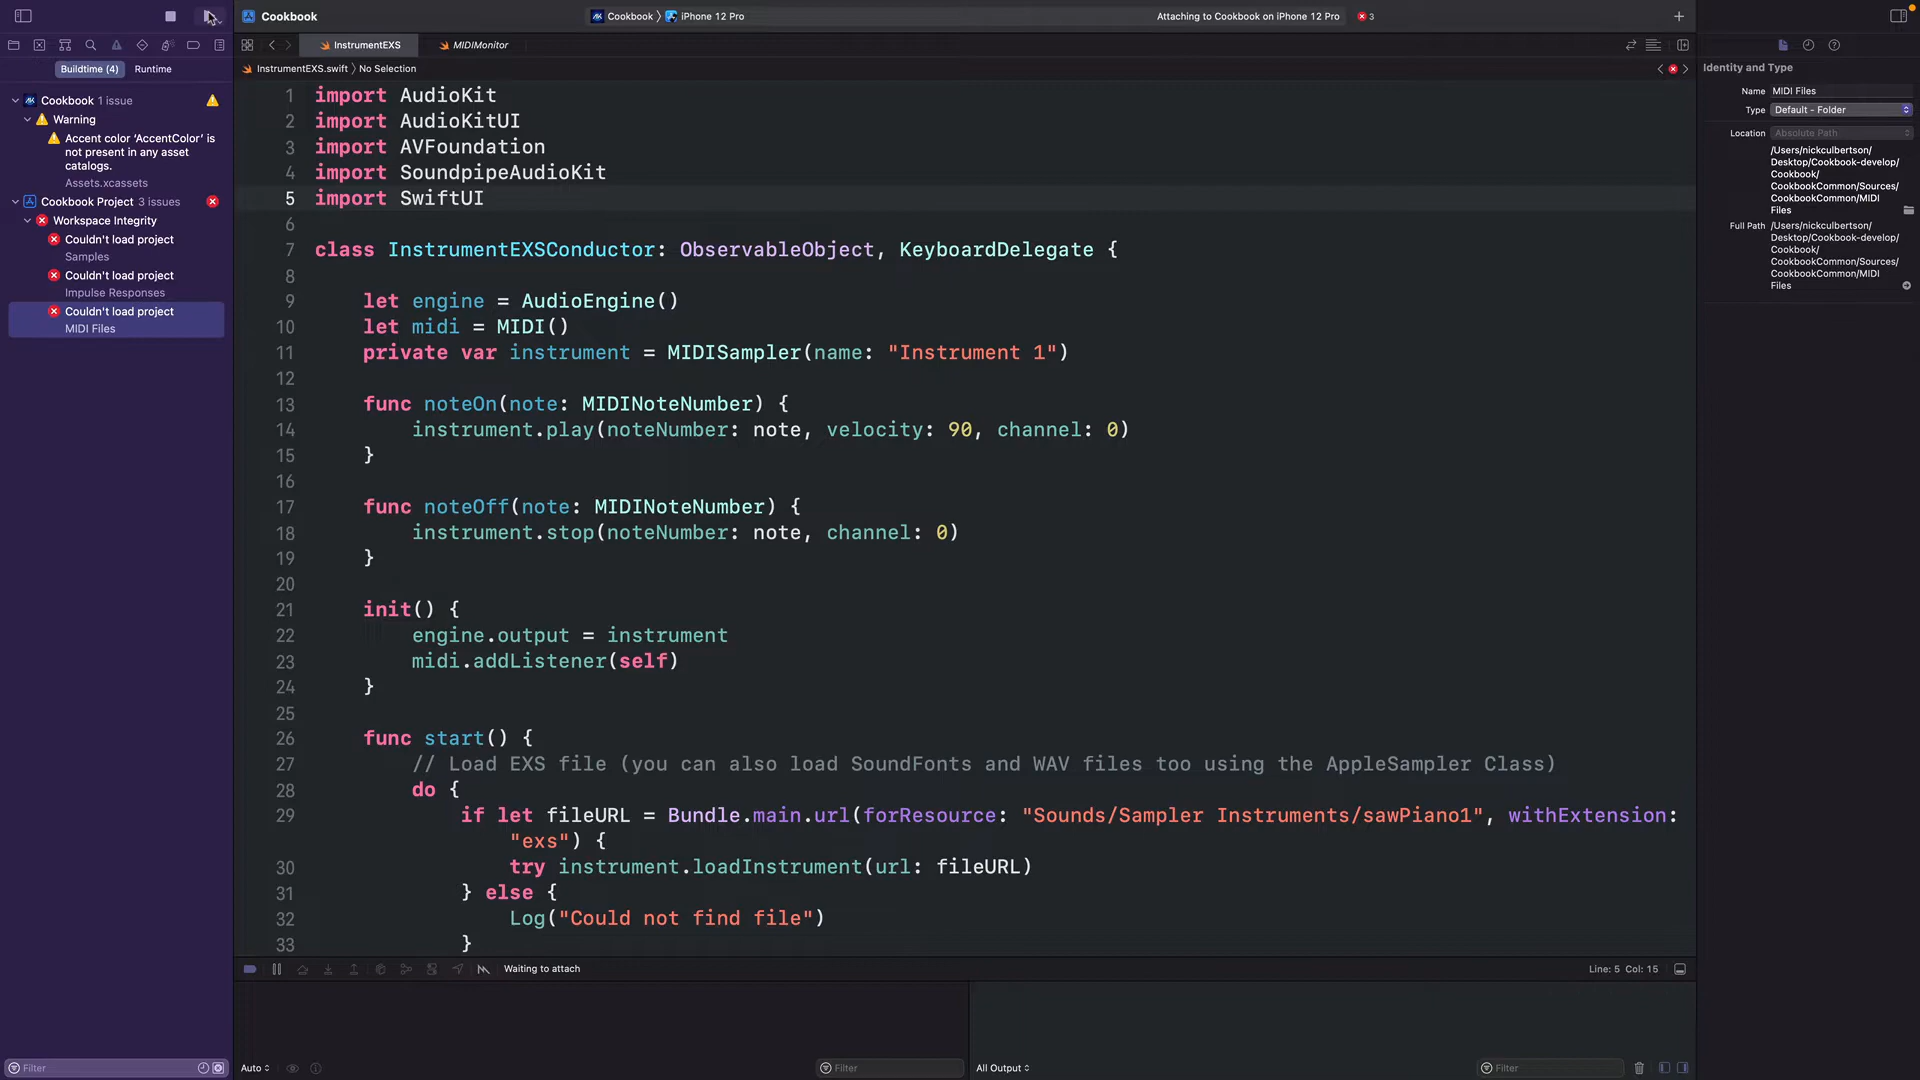 Cookbook
Cookbook 〉 iPhone 12 Pro
Attaching to Cookbook on iPhone 12 Pro
3
InstrumentEXS
MIDIMonitor
Buildtime (4)
Runtime
InstrumentEXS.swift 〉 No Selection
Cookbook 1 issue
Warning
Accent color ‘AccentColor’ is
not present in any asset
catalogs.
Assets.xcassets
Cookbook Project 3 issues
Workspace Integrity
Couldn't load project
Samples
Couldn't load project
Impulse Responses
Couldn't load project
MIDI Files
Filter
1 import AudioKit
2 import AudioKitUI
3 import AVFoundation
4 import SoundpipeAudioKit
5 import SwiftUI
6
7 class InstrumentEXSConductor: ObservableObject, KeyboardDelegate {
8
9 let engine = AudioEngine()
10 let midi = MIDI()
11 private var instrument = MIDISampler(name: "Instrument 1")
12
13 func noteOn(note: MIDINoteNumber) {
14 instrument.play(noteNumber: note, velocity: 90, channel: 0)
15 }
16
17 func noteOff(note: MIDINoteNumber) {
18 instrument.stop(noteNumber: note, channel: 0)
19 }
20
21 init() {
22 engine.output = instrument
23 midi.addListener(self)
24 }
25
26 func start() {
27 // Load EXS file (you can also load SoundFonts and WAV files too using the AppleSampler Class)
28 do {
29 if let fileURL = Bundle.main.url(forResource: "Sounds/Sampler Instruments/sawPiano1", withExtension:
"exs") {
30 try instrument.loadInstrument(url: fileURL)
31 } else {
32 Log("Could not find file")
33 }
Waiting to attach
Line: 5 Col: 15
Auto
Filter
All Output
Filter
Identity and Type
Name MIDI Files
Type Default - Folder
Location Absolute Path
/Users/nickculbertson/
Desktop/Cookbook-develop/
Cookbook/
CookbookCommon/Sources/
CookbookCommon/MIDI
Files
Full Path /Users/nickculbertson/
Desktop/Cookbook-develop/
Cookbook/
CookbookCommon/Sources/
CookbookCommon/MIDI
Files